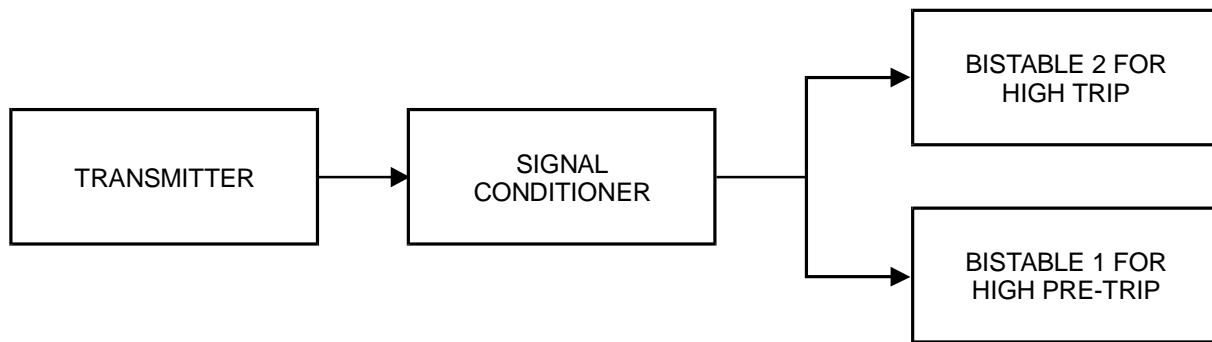 TRANSMITTER
SIGNAL
CONDITIONER
BISTABLE 2 FOR
HIGH TRIP
BISTABLE 1 FOR
HIGH PRE-TRIP